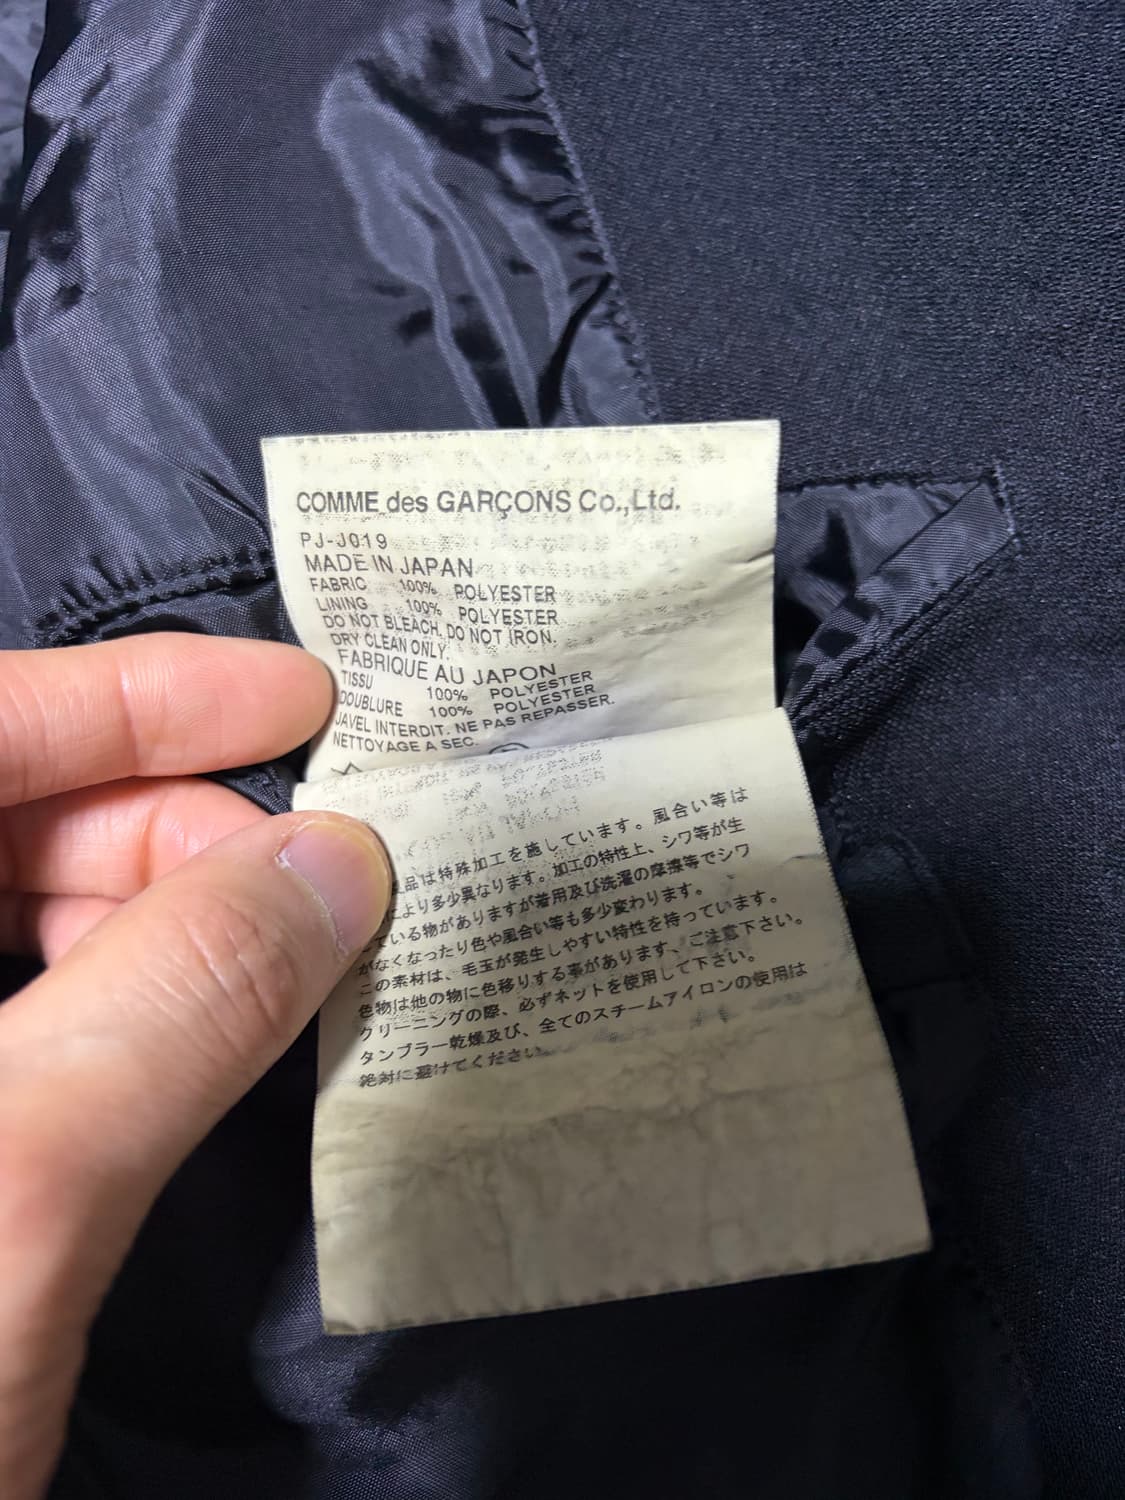 COMME des GARÇONS Co.,Ltd.
PJ-J019
MADE IN JAPAN
FABRIC 100% POLYESTER
LINING 100% POLYESTER
DO NOT BLEACH. DO NOT IRON.
DRY CLEAN ONLY.
FABRIQUE AU JAPON
TISSU 100% POLYESTER
DOUBLURE 100% POLYESTER
JAVEL INTERDIT. NE PAS REPASSER.
NETTOYAGE A SEC.
品は特殊加工を施しています。風合い等は
により多少異なります。加工の特性上、シワ等が生
ている物がありますが着用及び洗濯の摩擦等でシワ
がなくなったり色や風合い等も多少変わります。
この素材は、毛玉が発生しやすい特性を持っています。
色物は他の物に色移りする事があります、ご注意下さい。
クリーニングの際、必ずネットを使用して下さい。
タンブラー乾燥及び、全てのスチームアイロンの使用は
絶対に避けてください。